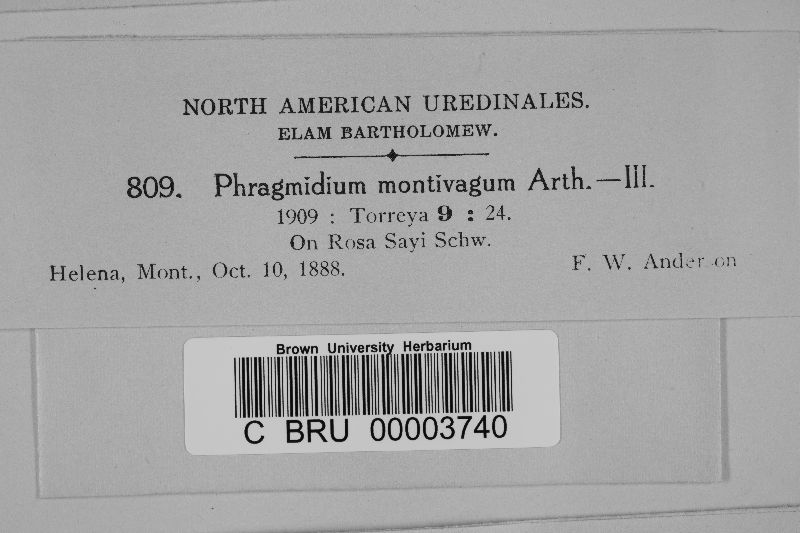 NORTH AMERICAN UREDINALES.
ELAM BARTHOLOMEW.
809. Phragmidium montivagum Arth.—III.
1909 : Torreya 9 : 24.
On Rosa Sayi Schw.
Helena, Mont., Oct. 10, 1888. F. W. Anderson
Brown University Herbarium
C BRU 00003740